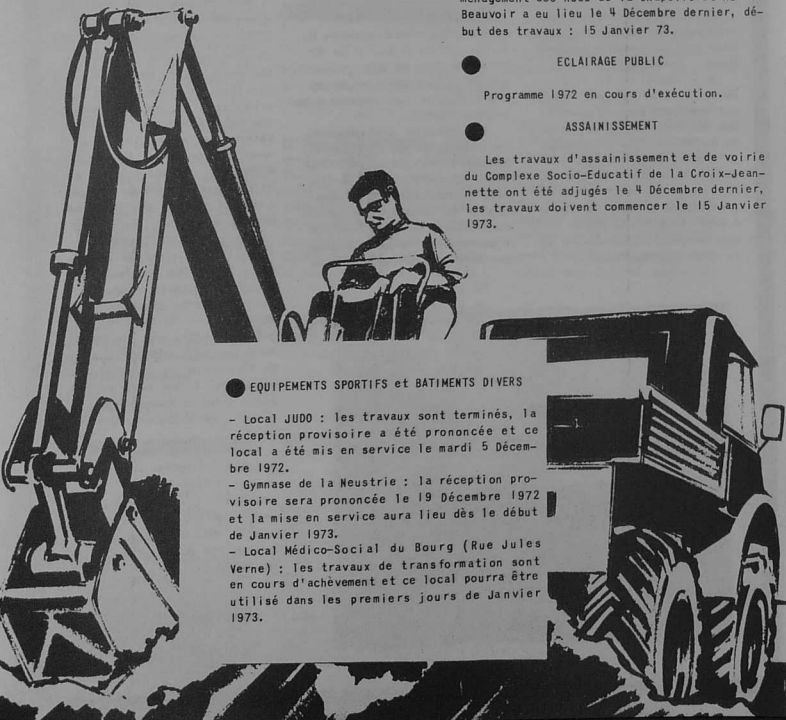 Beauvoir a eu lieu le 4 Décembre dernier, dé-
but des travaux : 15 Janvier 73.
ECLAIRAGE PUBLIC
Programme 1972 en cours d'exécution.
ASSAINISSEMENT
Les travaux d'assainissement et de voirie
du Complexe Socio-Educatif de la Croix-Jean-
nette ont été adjugés le 4 Décembre dernier,
les travaux doivent commencer le 15 Janvier
1973.
EQUIPEMENTS SPORTIFS et BATIMENTS DIVERS
- Local JUDO : les travaux sont terminés, la
réception provisoire a été prononcée et ce
local a été mis en service le mardi 5 Décem-
bre 1972.
- Gymnase de la Neustrie : la réception pro-
visoire sera prononcée le 19 Décembre 1972
et la mise en service aura lieu dès le début
de Janvier 1973.
- Local Médico-Social du Bourg (Rue Jules
Verne) : les travaux de transformation sont
en cours d'achèvement et ce local pourra être
utilisé dans les premiers jours de Janvier
1973.